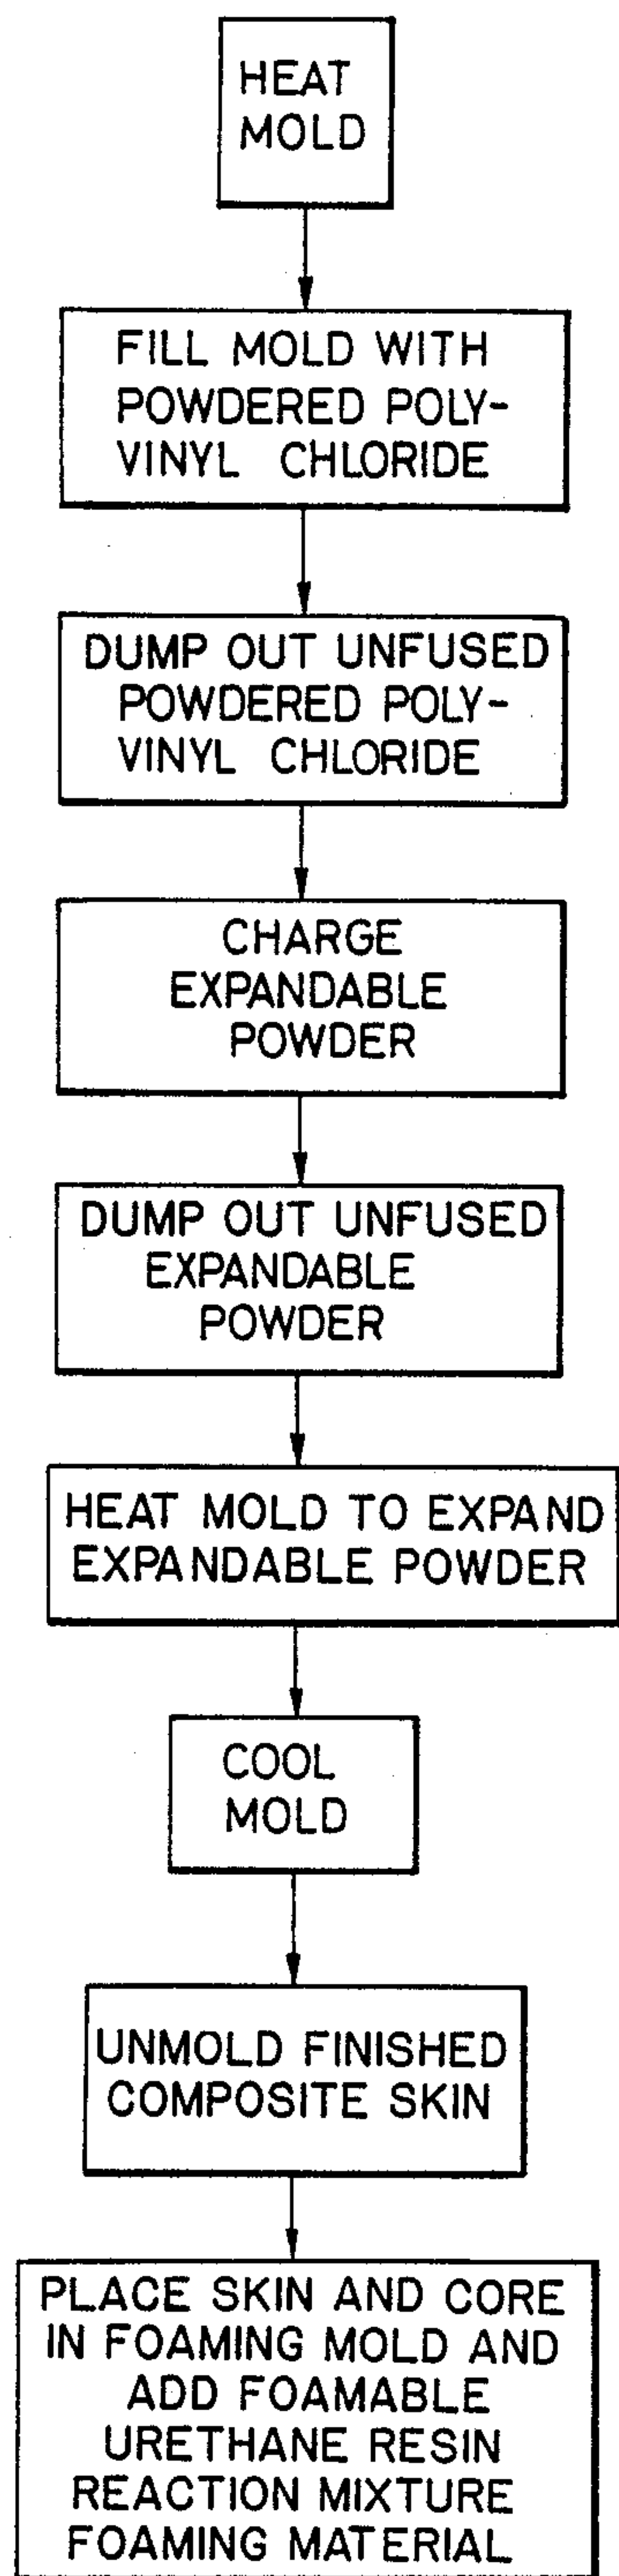 HEAT
MOLD
FILL MOLD WITH
POWDERED POLY-
VINYL CHLORIDE
DUMP OUT UNFUSED
POWDERED POLY-
VINYL CHLORIDE
CHARGE
EXPANDABLE
POWDER
DUMP OUT UNFUSED
EXPANDABLE
POWDER
HEAT MOLD TO EXPAND
EXPANDABLE POWDER
COOL
MOLD
UNMOLD FINISHED
COMPOSITE SKIN
PLACE SKIN AND CORE
IN FOAMING MOLD AND
ADD FOAMABLE
URETHANE RESIN
REACTION MIXTURE
FOAMING MATERIAL